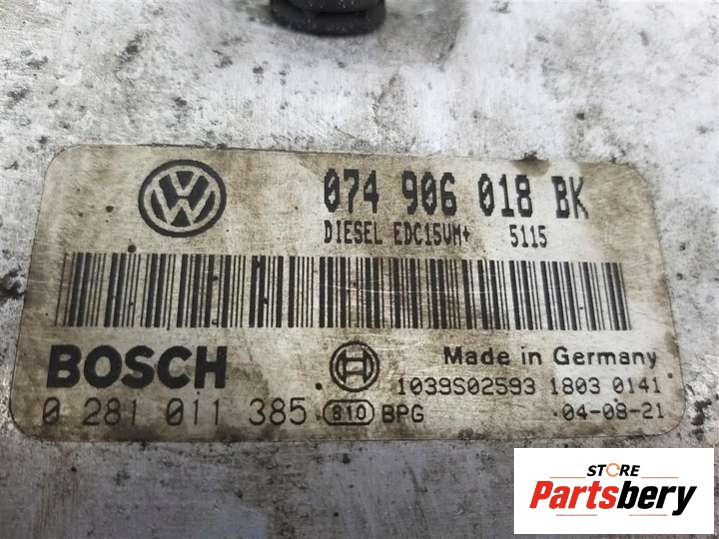 074 906 018 BK
DIESEL EDC15VM+ 5115
BOSCH
Made in Germany
1039S02593 1803 0141
0 281 011 385 810 BPG 04-08-21
STORE
Partsbery